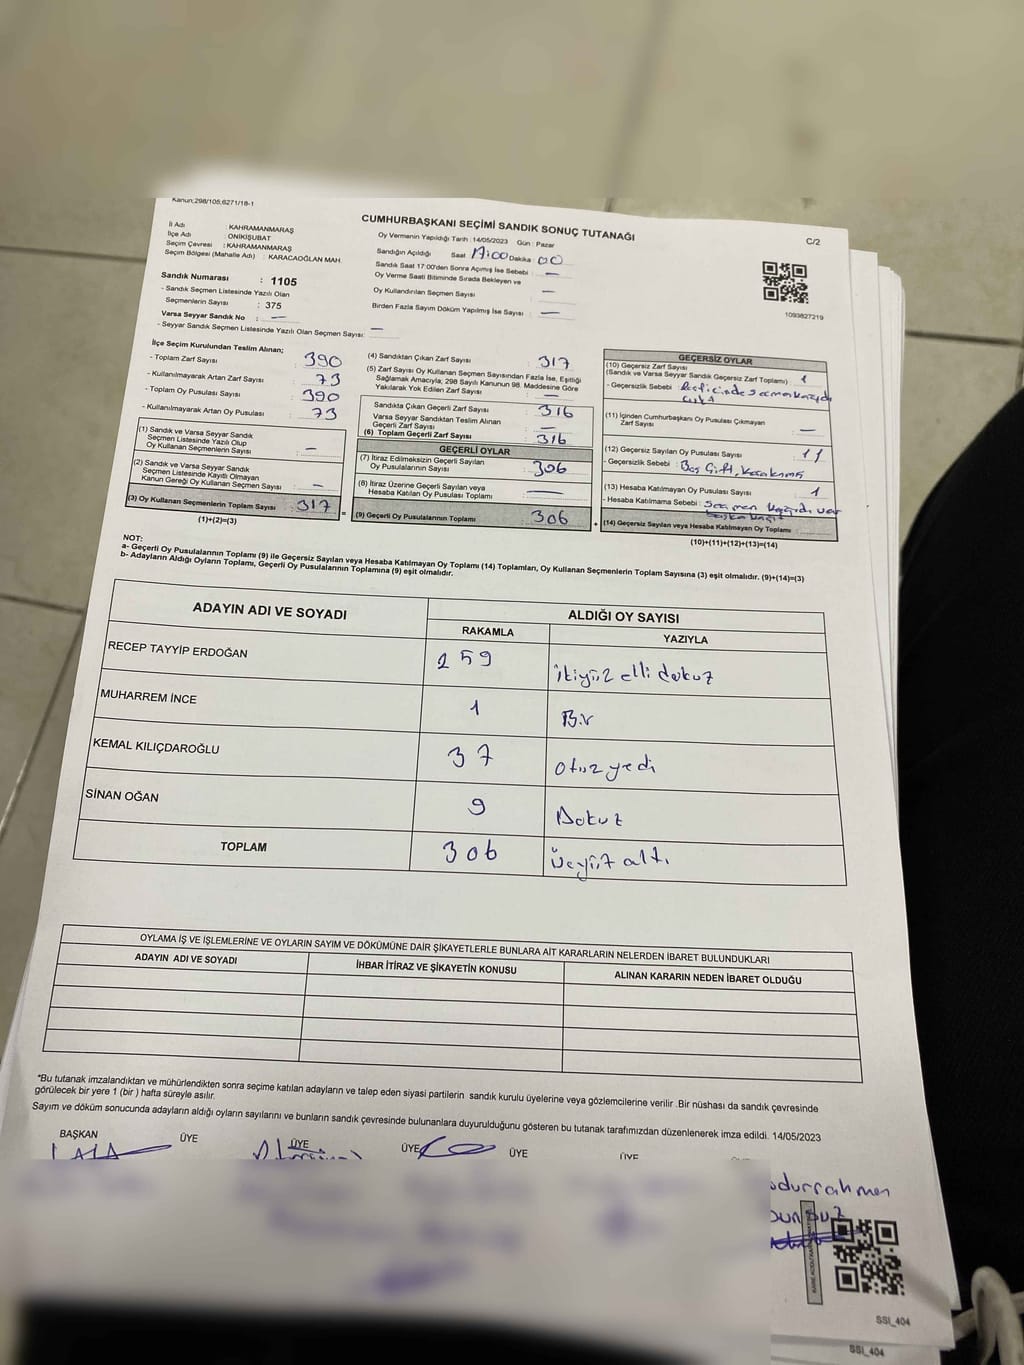 Kanun;298/105;6271/18-1
CUMHURBAŞKANI SEÇİMİ SANDIK SONUÇ TUTANAĞI
C/2
İl Adı : KAHRAMANMARAŞ
İlçe Adı : ONİKİŞUBAT
Seçim Çevresi : KAHRAMANMARAŞ
Seçim Bölgesi (Mahalle Adı) : KARACAOĞLAN MAH.
Oy Vermenin Yapıldığı Tarih : 14/05/2023 Gün : Pazar
Sandığın Açıldığı Saat 17:00 Dakika : 00
Sandık Saat 17:00'den Sonra Açılmış İse Sebebi : —
Oy Verme Saati Bitiminde Sırada Bekleyen ve
Oy Kullandırılan Seçmen Sayısı : —
Birden Fazla Sayım Döküm Yapılmış İse Sayısı : —
1093827219
Sandık Numarası : 1105
- Sandık Seçmen Listesinde Yazılı Olan
Seçmenlerin Sayısı : 375
Varsa Seyyar Sandık No : —
- Seyyar Sandık Listesinde Yazılı Olan Seçmen Sayısı: —
İlçe Seçim Kurulundan Teslim Alınan;
- Toplam Zarf Sayısı : 390
- Kullanılmayarak Artan Zarf Sayısı : 73
- Toplam Oy Pusulası Sayısı : 390
- Kullanılmayarak Artan Oy Pusulası : 73
(1) Sandık ve Varsa Seyyar Sandık
Seçmen Listesinde Yazılı Olup
Oy Kullanan Seçmenlerin Sayısı : —
(2) Sandık ve Varsa Seyyar Sandık
Seçmen Listesinde Kayıtlı Olmayan
Kanun Gereği Oy Kullanan Seçmen Sayısı : —
(3) Oy Kullanan Seçmenlerin Toplam Sayısı : 317 =
(1)+(2)=(3)
(4) Sandıktan Çıkan Zarf Sayısı : 317
(5) Zarf Sayısı Oy Kullanan Seçmen Sayısından Fazla İse, Eşitliği
Sağlamak Amacıyla; 298 Sayılı Kanunun 98. Maddesine Göre
Yakılarak Yok Edilen Zarf Sayısı : —
Sandıkta Çıkan Geçerli Zarf Sayısı : 316
Varsa Seyyar Sandıktan Teslim Alınan
Geçerli Zarf Sayısı : —
(6) Toplam Geçerli Zarf Sayısı : 316
GEÇERLİ OYLAR
(7) İtiraz Edilmeksizin Geçerli Sayılan
Oy Pusulalarının Sayısı : 306
(8) İtiraz Üzerine Geçerli Sayılan veya
Hesaba Katılan Oy Pusulası Toplamı : —
(9) Geçerli Oy Pusulalarının Toplamı : 306 +
GEÇERSİZ OYLAR
(10) Geçersiz Zarf Sayısı
(Sandık ve Varsa Seyyar Sandık Geçersiz Zarf Toplamı) : 1
- Geçersizlik Sebebi :
(11) İçinden Cumhurbaşkanı Oy Pusulası Çıkmayan
Zarf Sayısı : —
(12) Geçersiz Sayılan Oy Pusulası Sayısı
- Geçersizlik Sebebi : Boş Çift,
(13) Hesaba Katılmayan Oy Pusulası Sayısı : 1
- Hesaba Katılmama Sebebi : Seçmen kağıdı var
(14) Geçersiz Sayılan veya Hesaba Katılmayan Oy Toplamı
(10)+(11)+(12)+(13)=(14)
NOT:
a- Geçerli Oy Pusulalarının Toplamı (9) ile Geçersiz Sayılan veya Hesaba Katılmayan Oy Toplamı (14) Toplamları, Oy Kullanan Seçmenlerin Toplam Sayısına (3) eşit olmalıdır. (9)+(14)=(3)
b- Adayların Aldığı Oyların Toplamı, Geçerli Oy Pusulalarının Toplamına (9) eşit olmalıdır.
ADAYIN ADI VE SOYADI
ALDIĞI OY SAYISI
RAKAMLA YAZIYLA
RECEP TAYYİP ERDOĞAN 259 İkiyüz elli dokuz
MUHARREM İNCE 1 Bir
KEMAL KILIÇDAROĞLU 37 Otuz yedi
SİNAN OĞAN 9 Dokuz
TOPLAM 306 Üçyüz altı
OYLAMA İŞ VE İŞLEMLERİNE VE OYLARIN SAYIM VE DÖKÜMÜNE DAİR ŞİKAYETLERLE BUNLARA AİT KARARLARIN NELERDEN İBARET BULUNDUKLARI
ADAYIN ADI VE SOYADI İHBAR İTİRAZ VE ŞİKAYETİN KONUSU ALINAN KARARIN NEDEN İBARET OLDUĞU
*Bu tutanak imzalandıktan ve mühürlendikten sonra seçime katılan adayların ve talep eden siyasi partilerin sandık kurulu üyelerine veya gözlemcilerine verilir .Bir nüshası da sandık çevresinde
görülecek bir yere 1 (bir ) hafta süreyle asılır.
Sayım ve döküm sonucunda adayların aldığı oyların sayılarını ve bunların sandık çevresinde bulunanlara duyurulduğunu gösteren bu tutanak tarafımızdan düzenlenerek imza edildi. 14/05/2023
BAŞKAN ÜYE ÜYE ÜYE ÜYE ÜYE
SSI_404
SSI_404